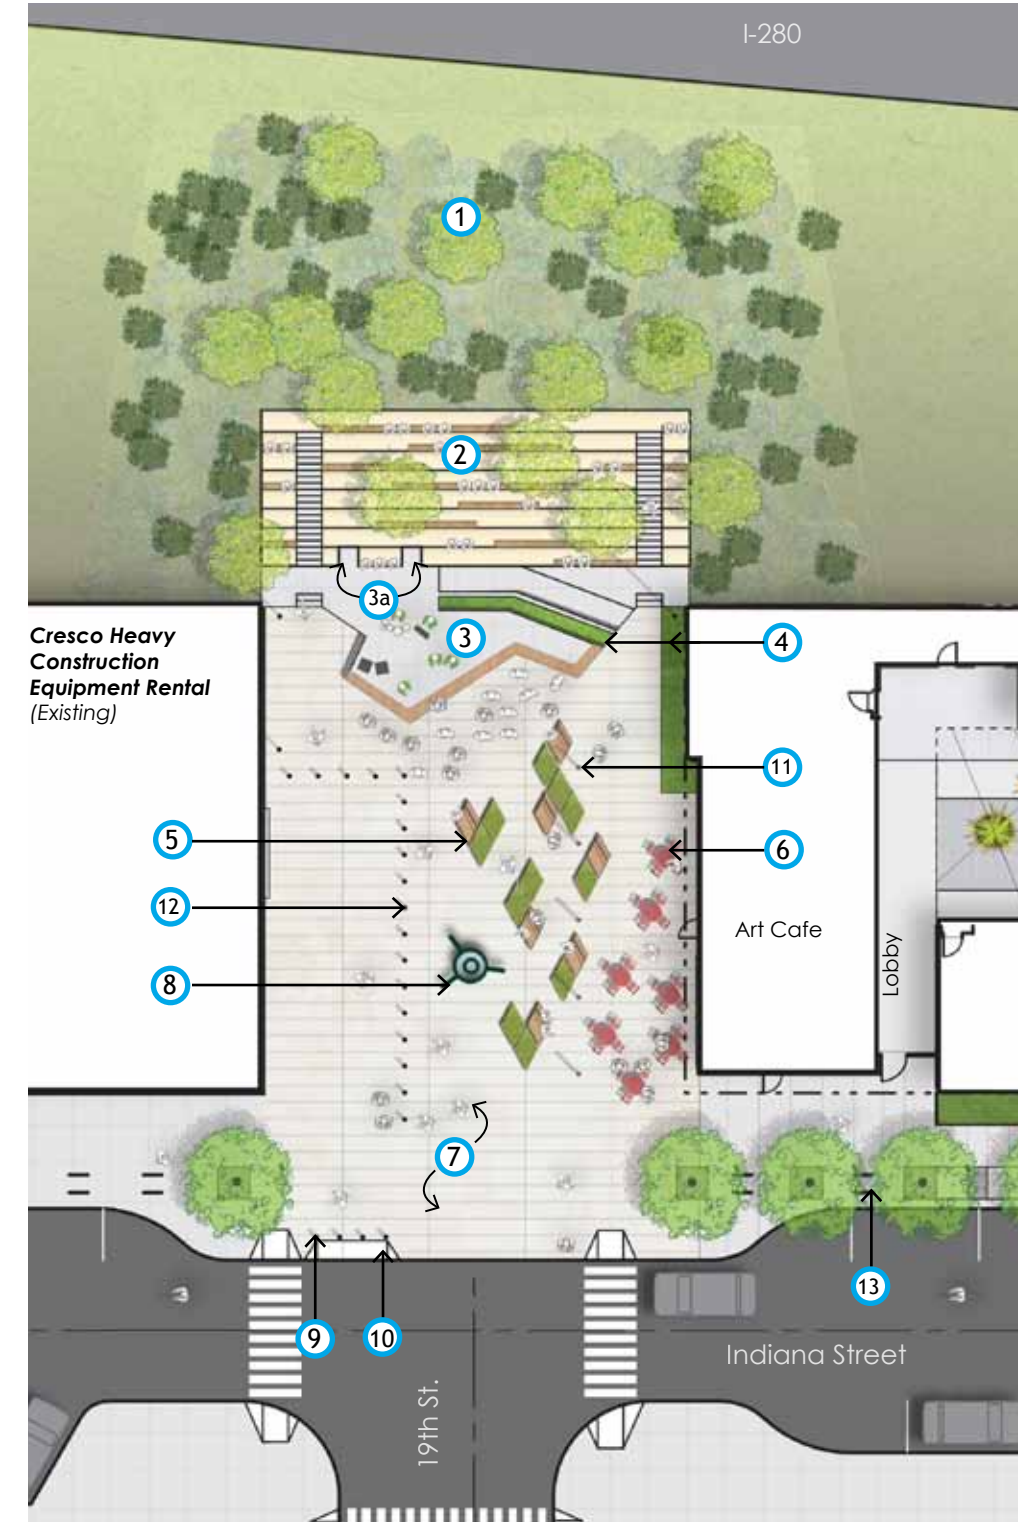 I-280
1
2
3a
Cresco Heavy
Construction
Equipment Rental
(Existing)
3
4
11
5
6
12
Art Cafe
Lobby
8
7
13
9
10
Indiana Street
19th St.